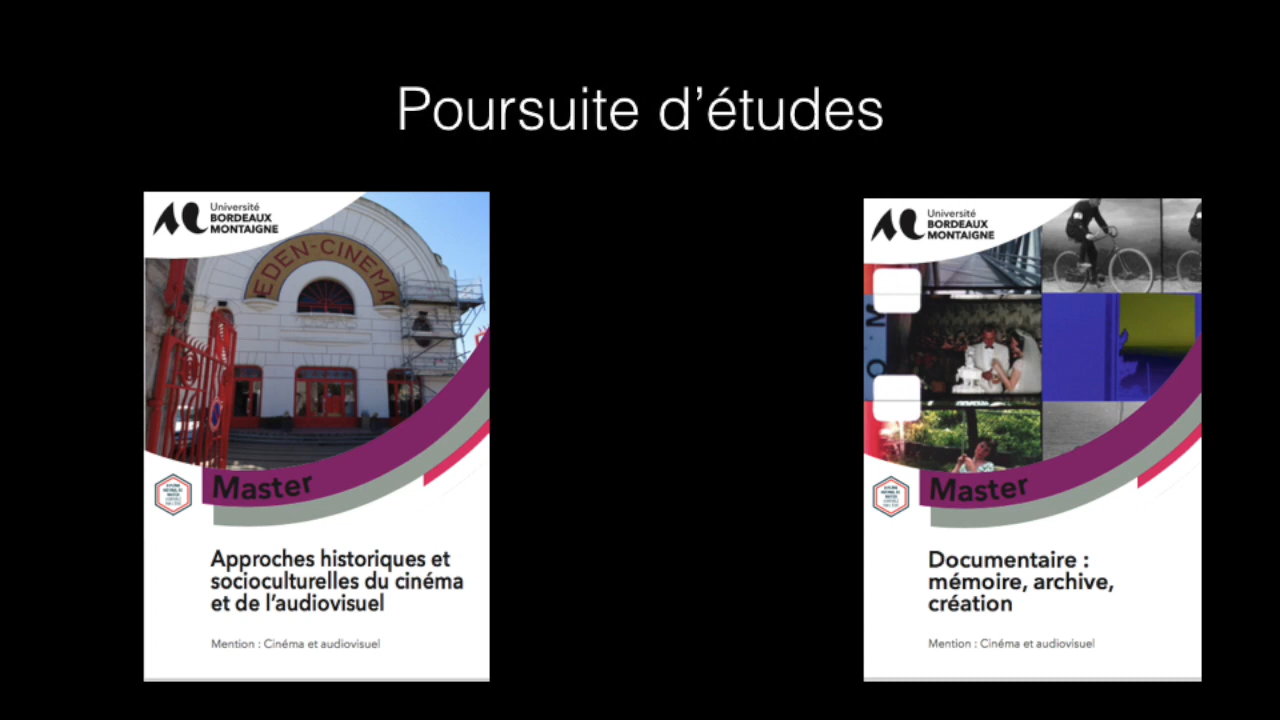 Poursuite d’études
Université
BORDEAUX
MONTAIGNE
EDEN-CINEMA
Master
Approches historiques et
socioculturelles du cinéma
et de l’audiovisuel
Mention : Cinéma et audiovisuel
Université
BORDEAUX
MONTAIGNE
Master
Documentaire :
mémoire, archive,
création
Mention : Cinéma et audiovisuel